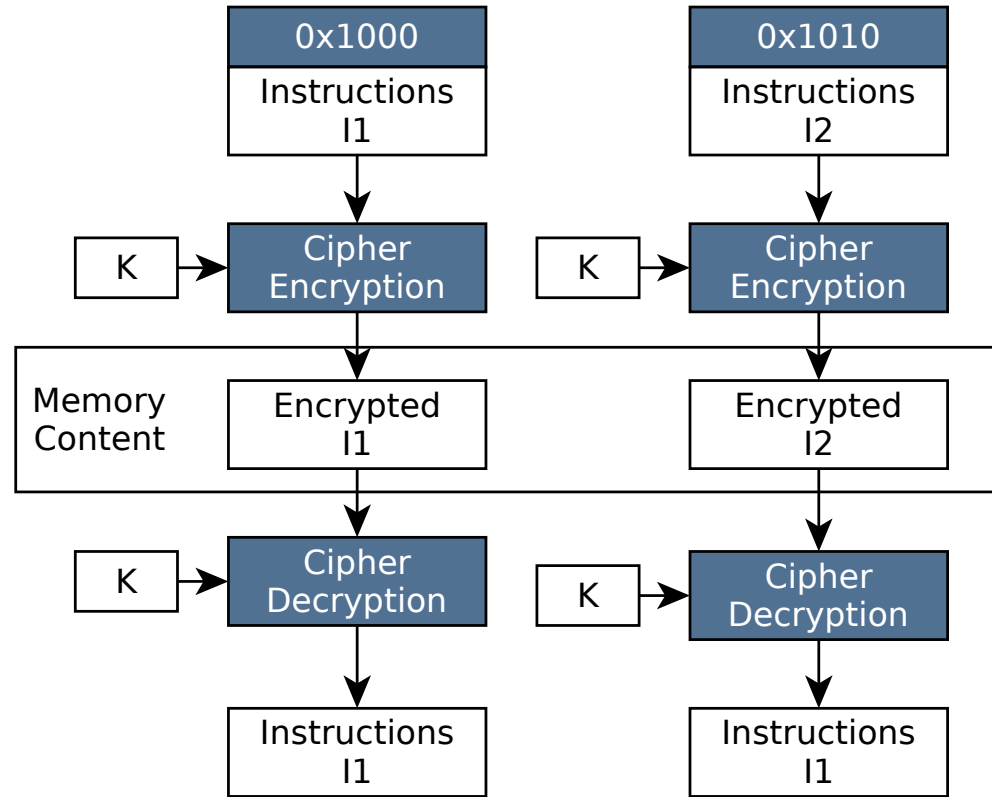 0x1000
Instructions
I1
K
Cipher
Encryption
Memory
Content
Encrypted
I1
K
Cipher
Decryption
Instructions
I1
0x1010
Instructions
I2
K
Cipher
Encryption
Encrypted
I2
K
Cipher
Decryption
Instructions
I1